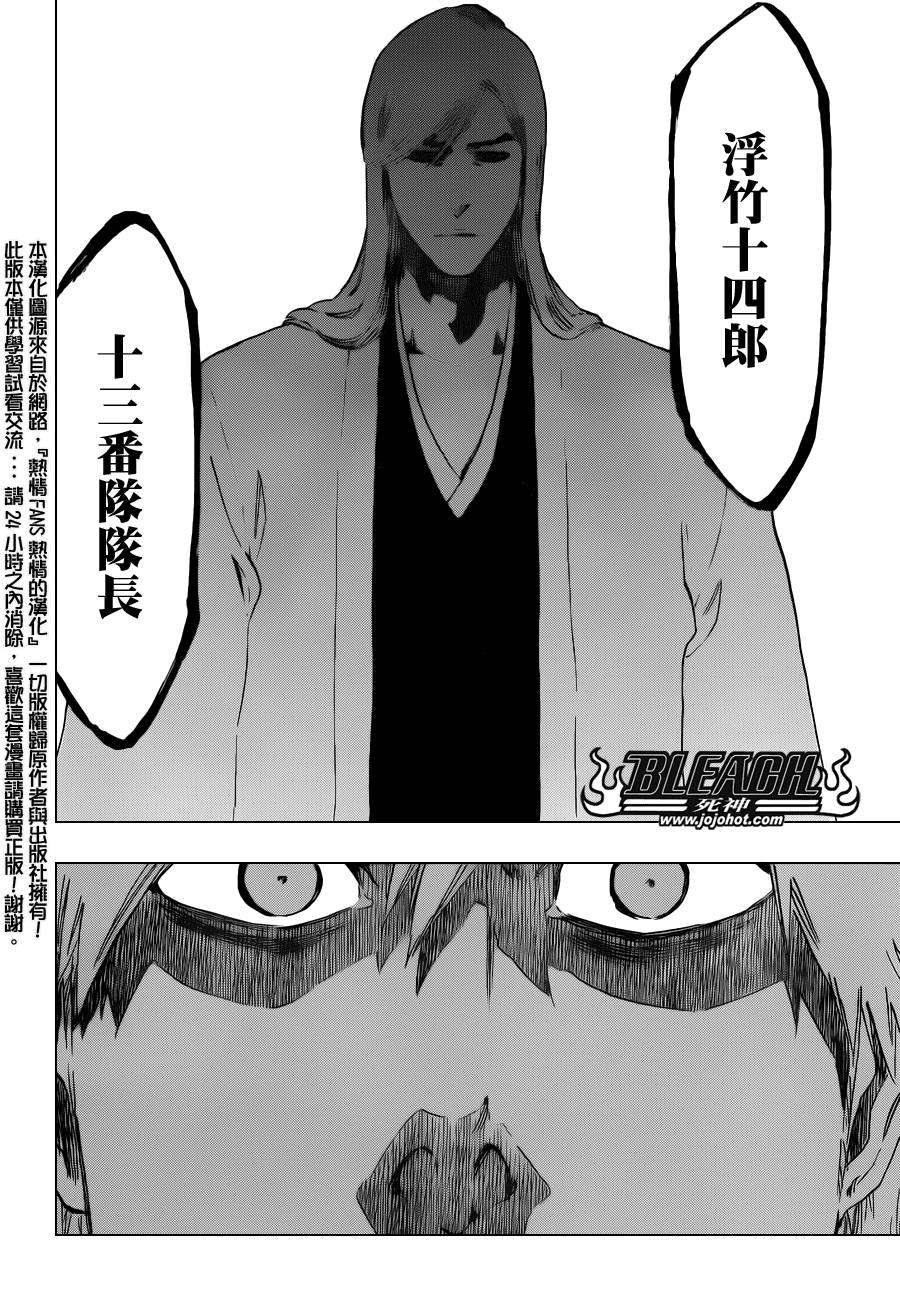 浮竹十四郎
十三番隊隊長
本漢化圖源來自於網路，『熱情FANS熱情的漢化』一切版權歸原作者與出版社擁有！
此版本僅供學習試看交流...請24小時之內消除，喜歡這套漫畫請購買正版！謝謝。
BLEACH
死神
www.jojohot.com